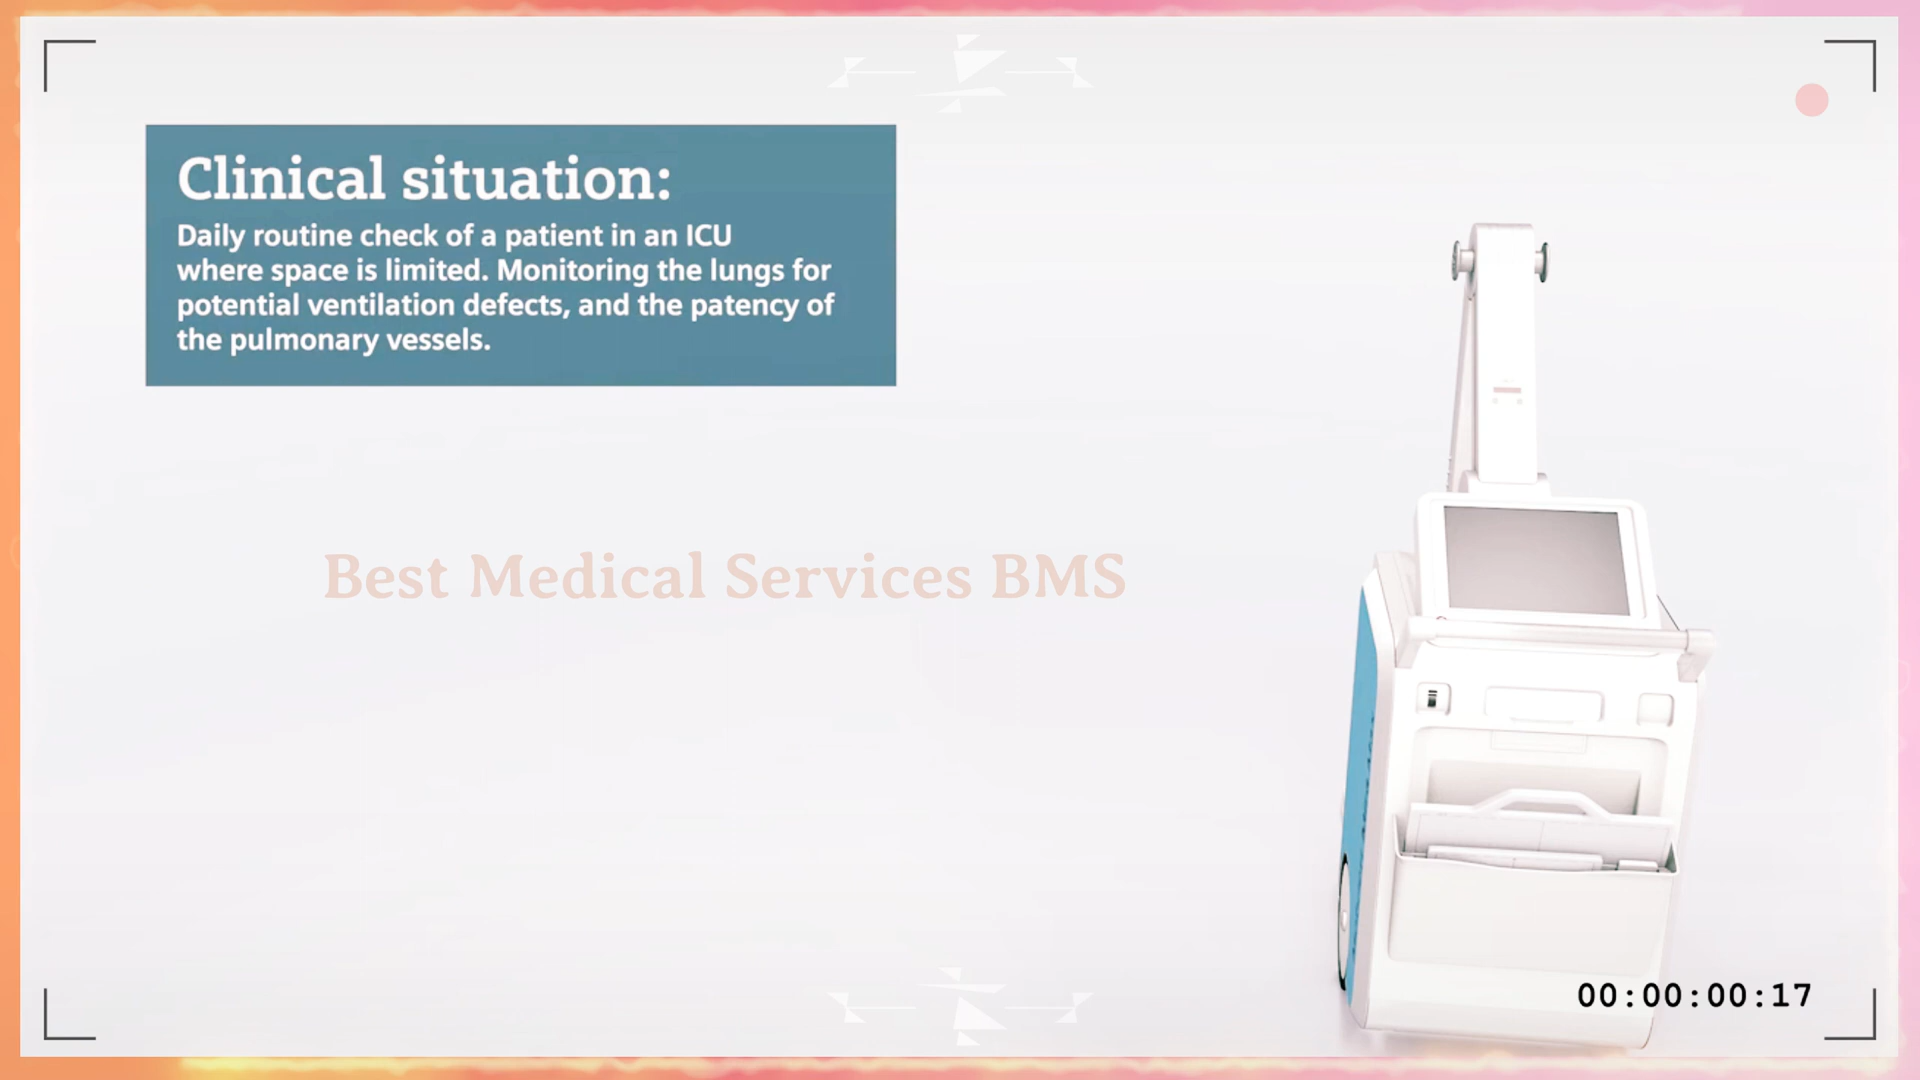 Clinical situation:
Daily routine check of a patient in an ICU
where space is limited. Monitoring the lungs for
potential ventilation defects, and the patency of
the pulmonary vessels.
Best Medical Services BMS
00:00:00:17